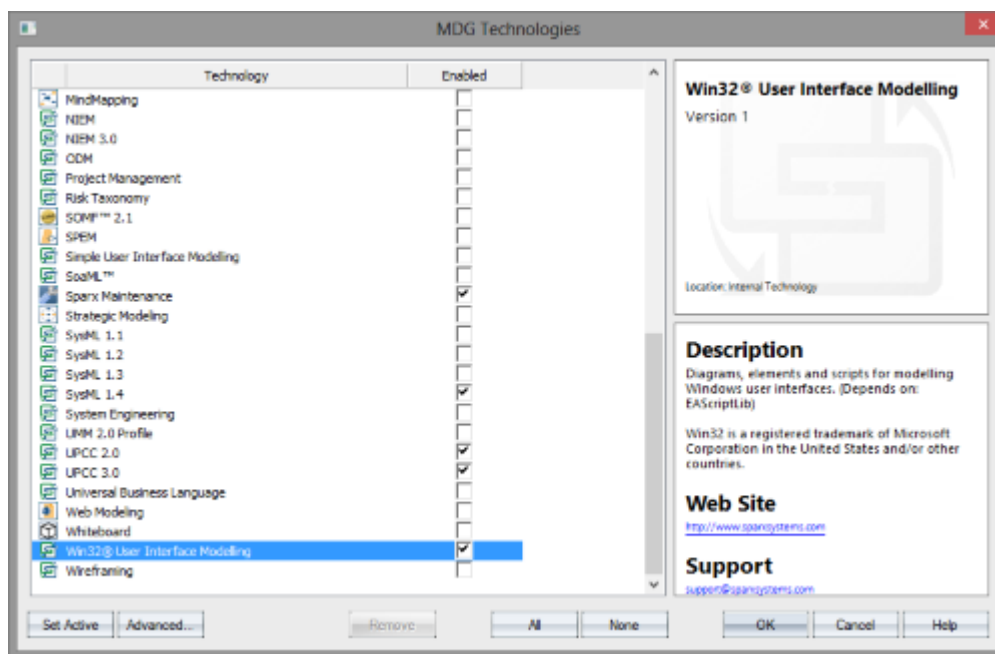 MDG Technologies
Technology Enabled
MindMapping
NIEM
NIEM 3.0
ODM
Project Management
Risk Taxonomy
SOMF™ 2.1
SPEM
Simple User Interface Modeling
SoaML™
Sparx Maintenance
Strategic Modeling
SysML 1.1
SysML 1.2
SysML 1.3
SysML 1.4
System Engineering
UMM 2.0 Profile
UPCC 2.0
UPCC 3.0
Universal Business Language
Web Modeling
Whiteboard
Win32® User Interface Modelling
Wireframing
Win32® User Interface Modelling
Version 1
Location: Internal Technology
Description
Diagrams, elements and scripts for modelling
Windows user interfaces. (Depends on:
EAScriptLib)
Win32 is a registered trademark of Microsoft
Corporation in the United States and/or other
countries.
Web Site
http://www.sparxsystems.com
Support
support@sparxsystems.com
Set Active Advanced... Remove All None OK Cancel Help